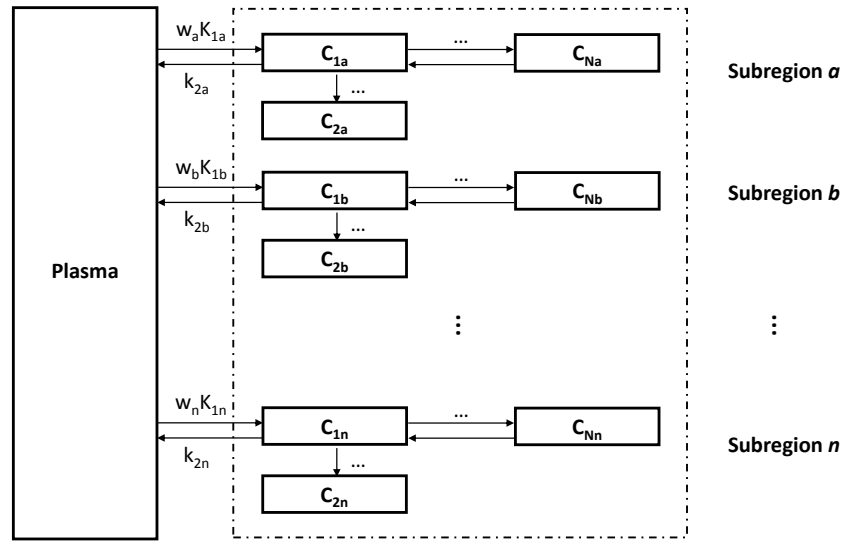 w_aK_1a
...
C_1a
C_Na
k_2a
Subregion a
...
C_2a
w_bK_1b
...
C_1b
C_Nb
Subregion b
k_2b
...
C_2b
Plasma
⋮
⋮
w_nK_1n
...
C_1n
C_Nn
k_2n
Subregion n
...
C_2n